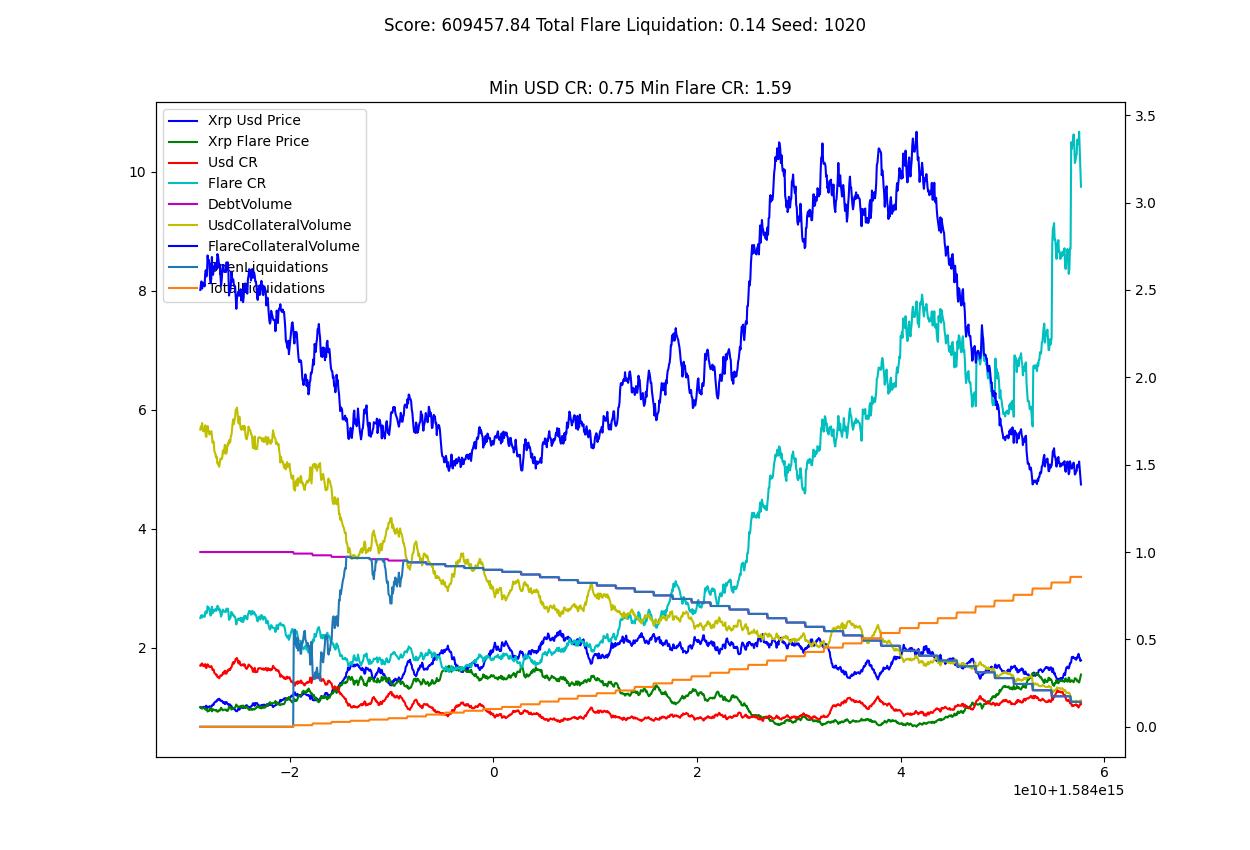 Score: 609457.84 Total Flare Liquidation: 0.14 Seed: 1020
Min USD CR: 0.75 Min Flare CR: 1.59
Xrp Usd Price
Xrp Flare Price
Usd CR
Flare CR
DebtVolume
UsdCollateralVolume
FlareCollateralVolume
OpenLiquidations
TotalLiquidations
10
8
6
4
2
3.5
3.0
2.5
2.0
1.5
1.0
0.5
0.0
−2
0
2
4
6
1e10+1.584e15